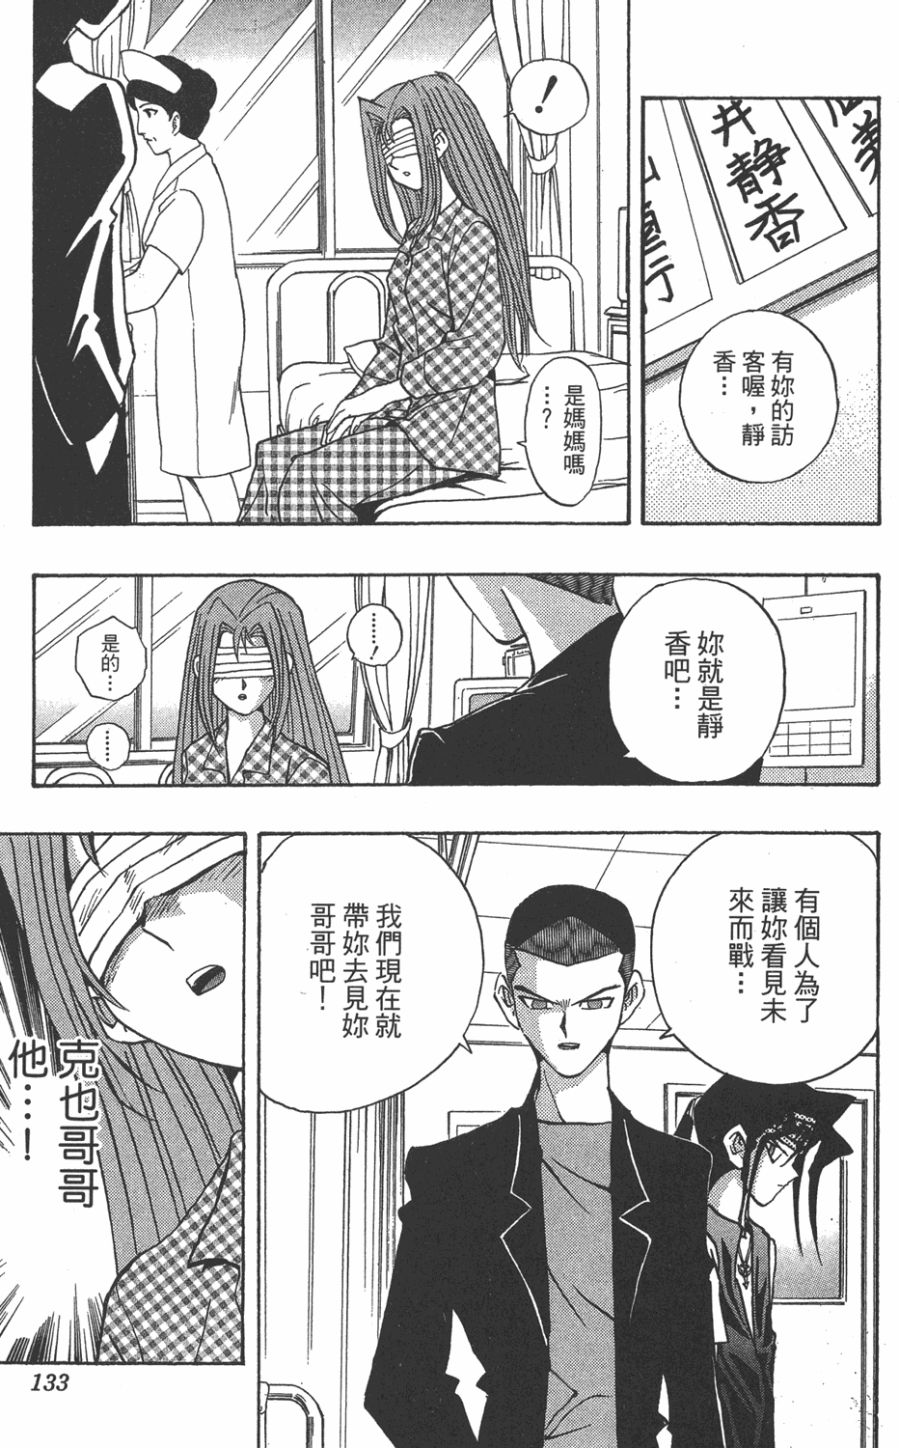 井静香
有妳的訪
客喔，靜
香…
！
是媽媽嗎
…?
妳就是靜
香吧…
……！
是的…
……
有個人為了
讓妳看見未
來而戰…
我們現在就
帶妳去見妳
哥哥吧！
克也哥哥
他…！
133